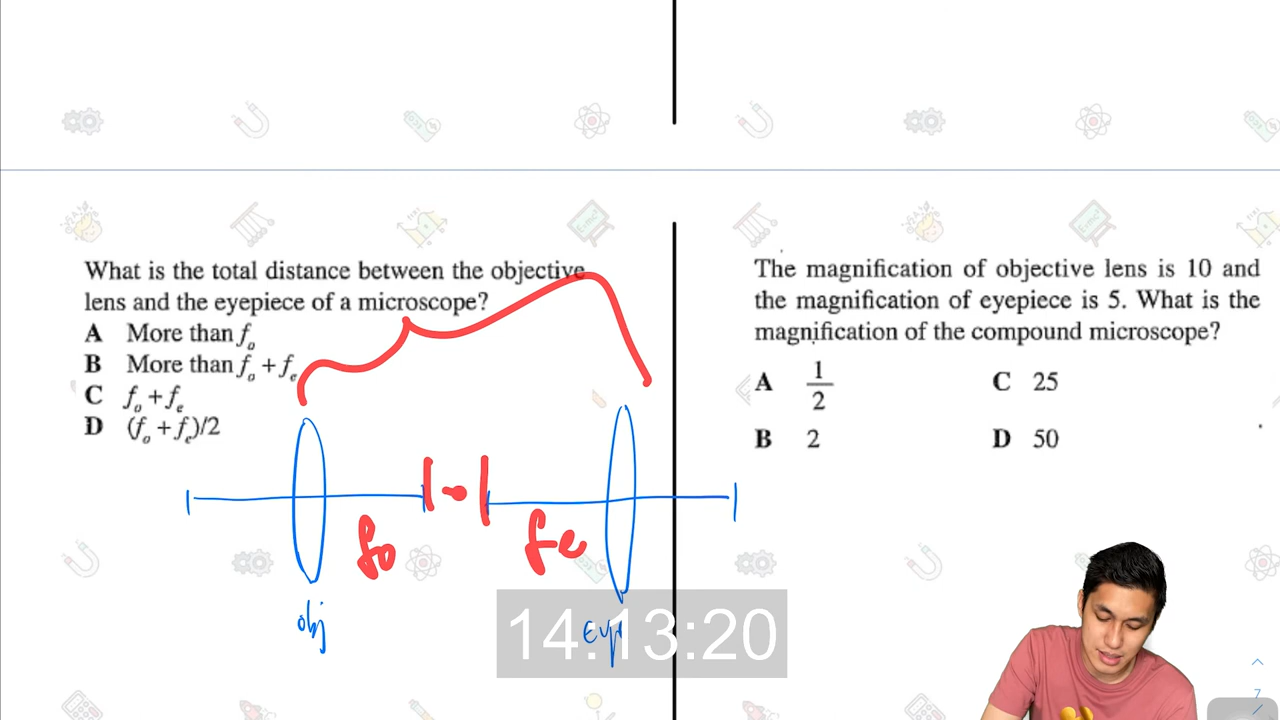 What is the total distance between the objective
lens and the eyepiece of a microscope?
A More than fₒ
B More than fₒ + fₑ
C fₒ + fₑ
D (fₒ + fₑ)/2
fo
fe
obj
eye
14:13:20
The magnification of objective lens is 10 and
the magnification of eyepiece is 5. What is the
magnification of the compound microscope?
A 1/2
C 25
B 2
D 50
7